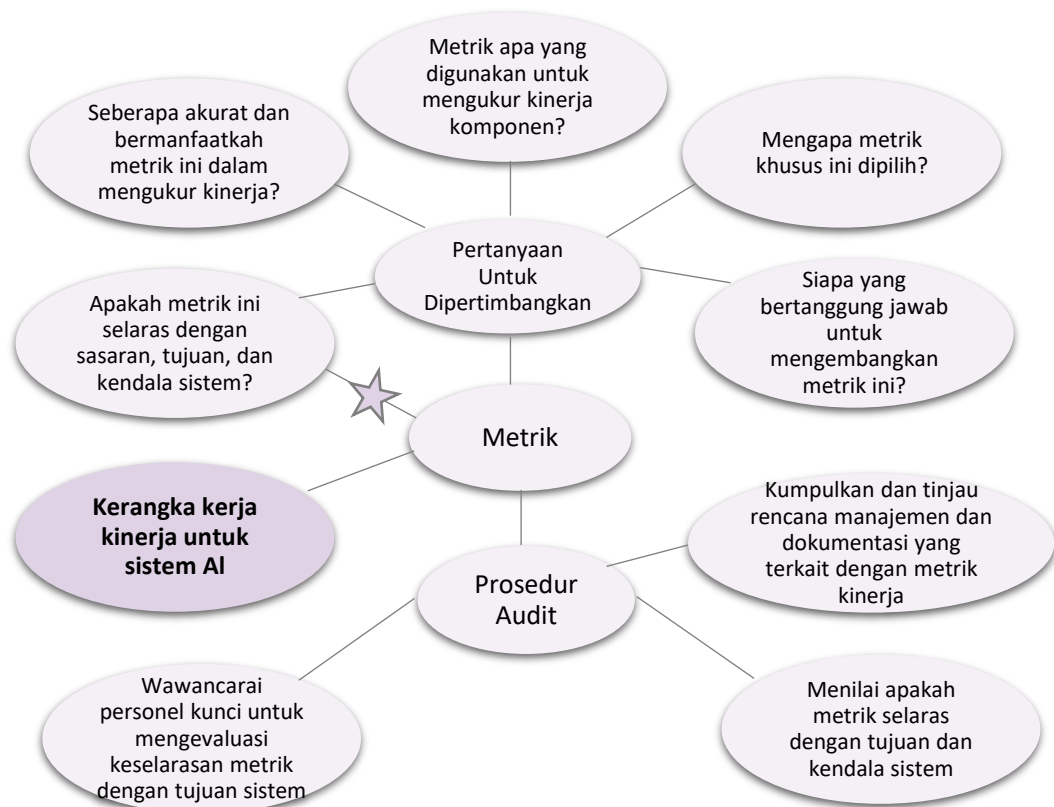 Metrik apa yang
digunakan untuk
mengukur kinerja
komponen?
Seberapa akurat dan
bermanfaatkah
metrik ini dalam
mengukur kinerja?
Mengapa metrik
khusus ini dipilih?
Pertanyaan
Untuk
Dipertimbangkan
Apakah metrik ini
selaras dengan
sasaran, tujuan, dan
kendala sistem?
Siapa yang
bertanggung jawab
untuk
mengembangkan
metrik ini?
Metrik
Kerangka kerja
kinerja untuk
sistem Al
Kumpulkan dan tinjau
rencana manajemen dan
dokumentasi yang
terkait dengan metrik
kinerja
Prosedur
Audit
Wawancarai
personel kunci untuk
mengevaluasi
keselarasan metrik
dengan tujuan sistem
Menilai apakah
metrik selaras
dengan tujuan dan
kendala sistem